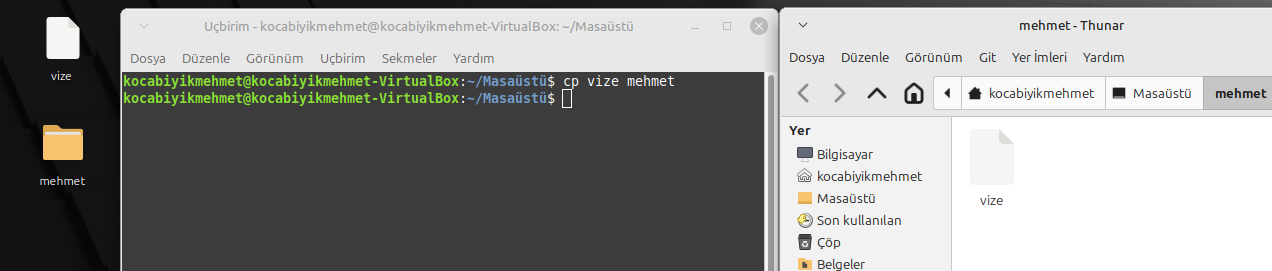 vize
mehmet
Uçbirim - kocabiyikmehmet@kocabiyikmehmet-VirtualBox: ~/Masaüstü
Dosya Düzenle Görünüm Uçbirim Sekmeler Yardım
kocabiyikmehmet@kocabiyikmehmet-VirtualBox:~/Masaüstü$ cp vize mehmet
kocabiyikmehmet@kocabiyikmehmet-VirtualBox:~/Masaüstü$
mehmet - Thunar
Dosya Düzenle Görünüm Git Yer İmleri Yardım
kocabiyikmehmet Masaüstü mehmet
Yer
Bilgisayar
kocabiyikmehmet
Masaüstü
Son kullanılan
Çöp
Belgeler
vize